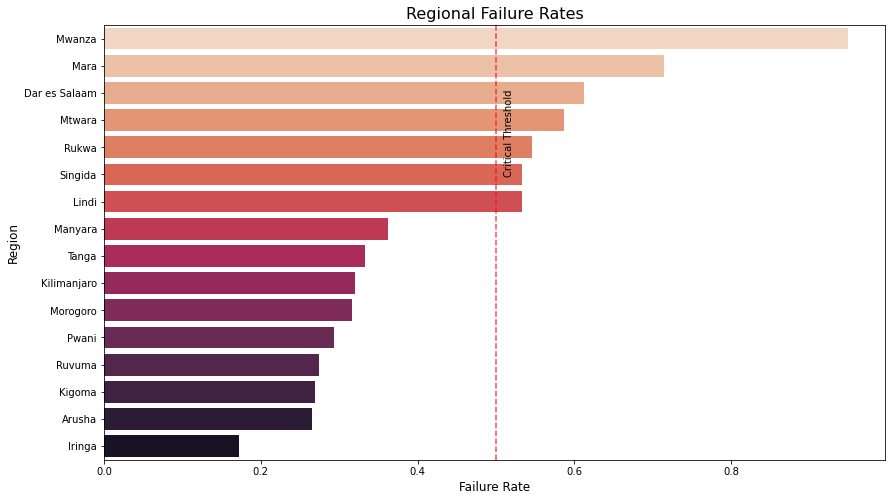 Regional Failure Rates
Mwanza
Mara
Dar es Salaam
Mtwara
Rukwa
Singida
Lindi
Manyara
Tanga
Kilimanjaro
Morogoro
Pwani
Ruvuma
Kigoma
Arusha
Iringa
Region
Critical Threshold
0.0 0.2 0.4 0.6 0.8
Failure Rate